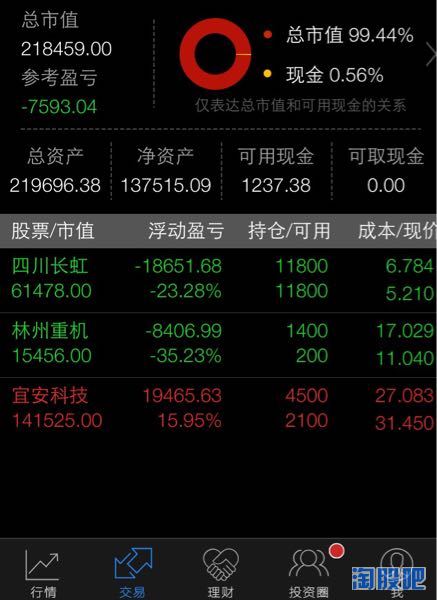 总市值
218459.00
参考盈亏
-7593.04
总市值 99.44%
现金 0.56%
仅表达总市值和可用现金的关系
总资产 净资产 可用现金 可取现金
219696.38 137515.09 1237.38 0.00
股票/市值 浮动盈亏 持仓/可用 成本/现价
四川长虹 -18651.68 11800 6.784
61478.00 -23.28% 11800 5.210
林州重机 -8406.99 1400 17.029
15456.00 -35.23% 200 11.040
宜安科技 19465.63 4500 27.083
141525.00 15.95% 2100 31.450
行情 交易 理财 投资圈 我
淘股吧